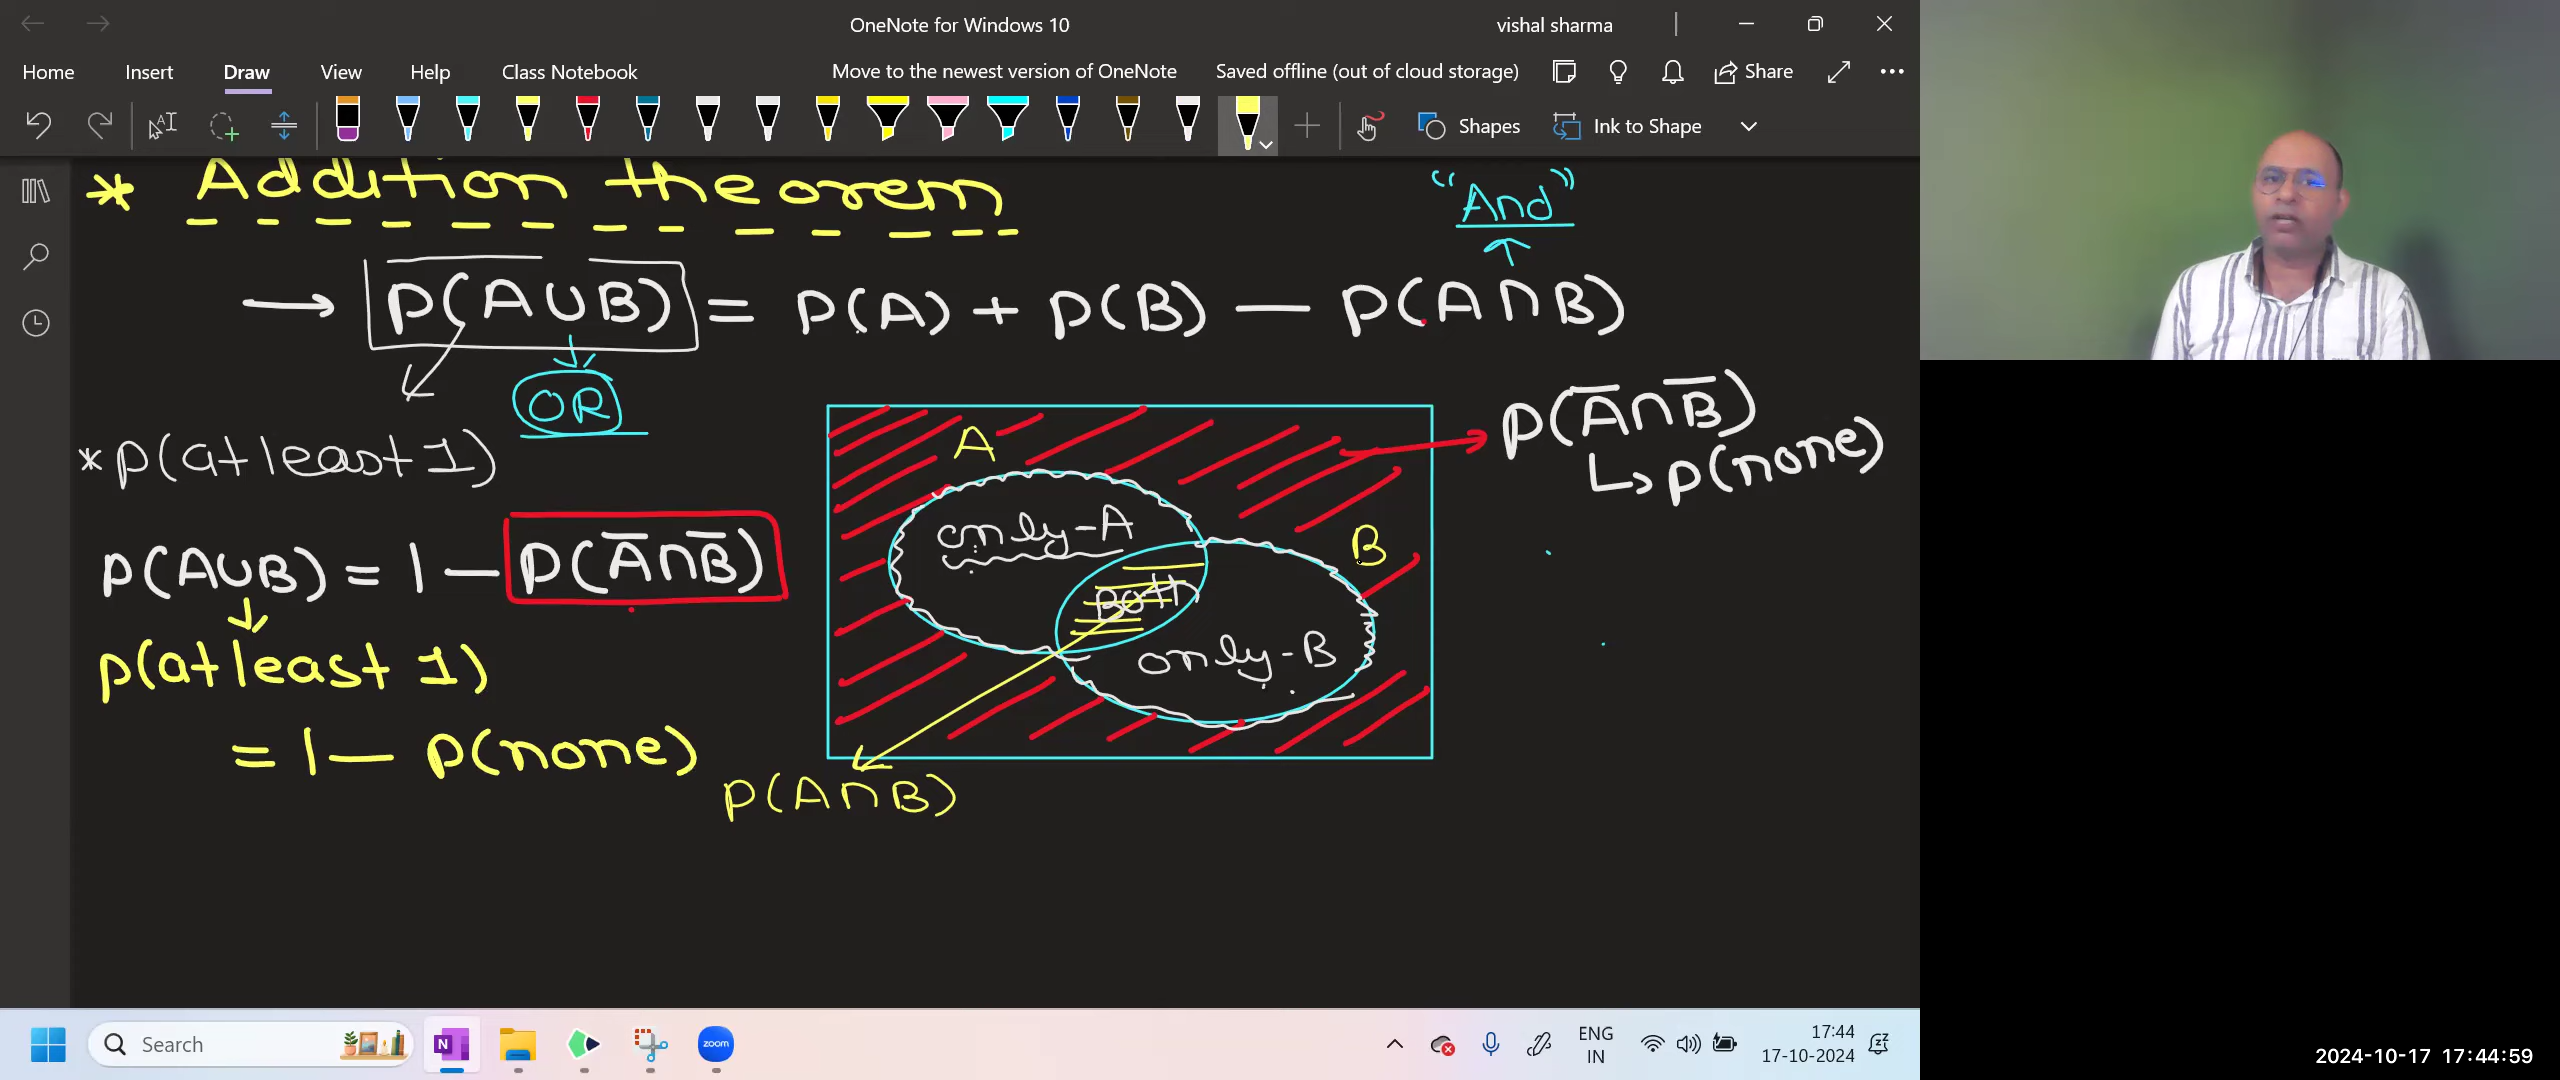 OneNote for Windows 10
vishal sharma
Home Insert Draw View Help Class Notebook
Move to the newest version of OneNote Saved offline (out of cloud storage) Share
Shapes Ink to Shape
* Addition theorem
"And"
→ P(A∪B) = P(A) + P(B) — P(A∩B)
OR
* P(atleast 1)
P(A̅∩B̅)
↳ P(none)
A
only-A
B
Both
only-B
P(A∪B) = 1 — P(A̅∩B̅)
P(atleast 1)
= 1 — P(none)
P(A∩B)
Search
N
zoom
ENG
IN
17:44
17-10-2024
2024-10-17 17:44:59